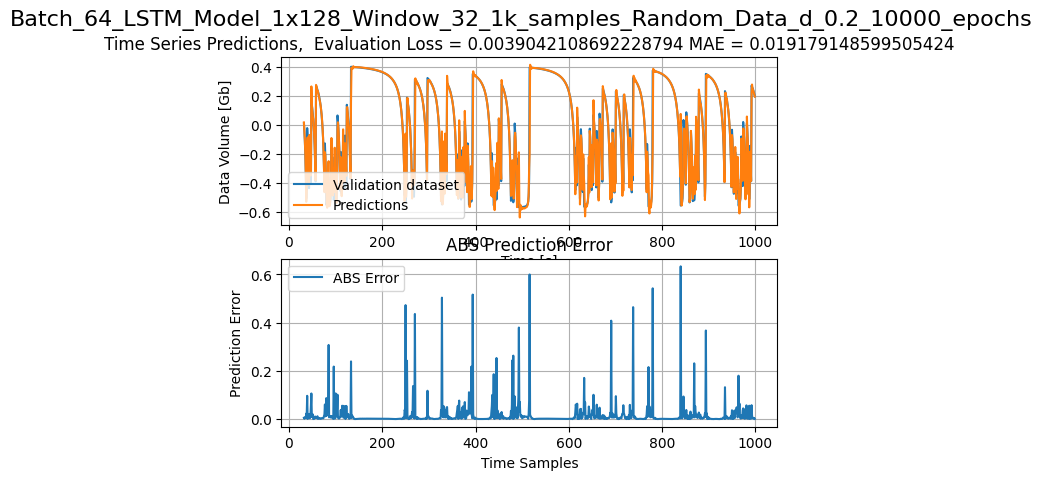 Batch_64_LSTM_Model_1x128_Window_32_1k_samples_Random_Data_d_0.2_10000_epochs
Time Series Predictions,  Evaluation Loss = 0.0039042108692228794 MAE = 0.019179148599505424
Data Volume [Gb]
0.4
0.2
0.0
−0.2
−0.4
−0.6
Validation dataset
Predictions
0 200 400 600 800 1000
Time [s]
ABS Prediction Error
Prediction Error
0.6
0.4
0.2
0.0
ABS Error
0 200 400 600 800 1000
Time Samples